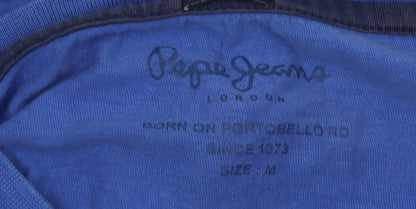 Pepe Jeans
LONDON
BORN ON PORTOBELLO RD
SINCE 1973
SIZE : M